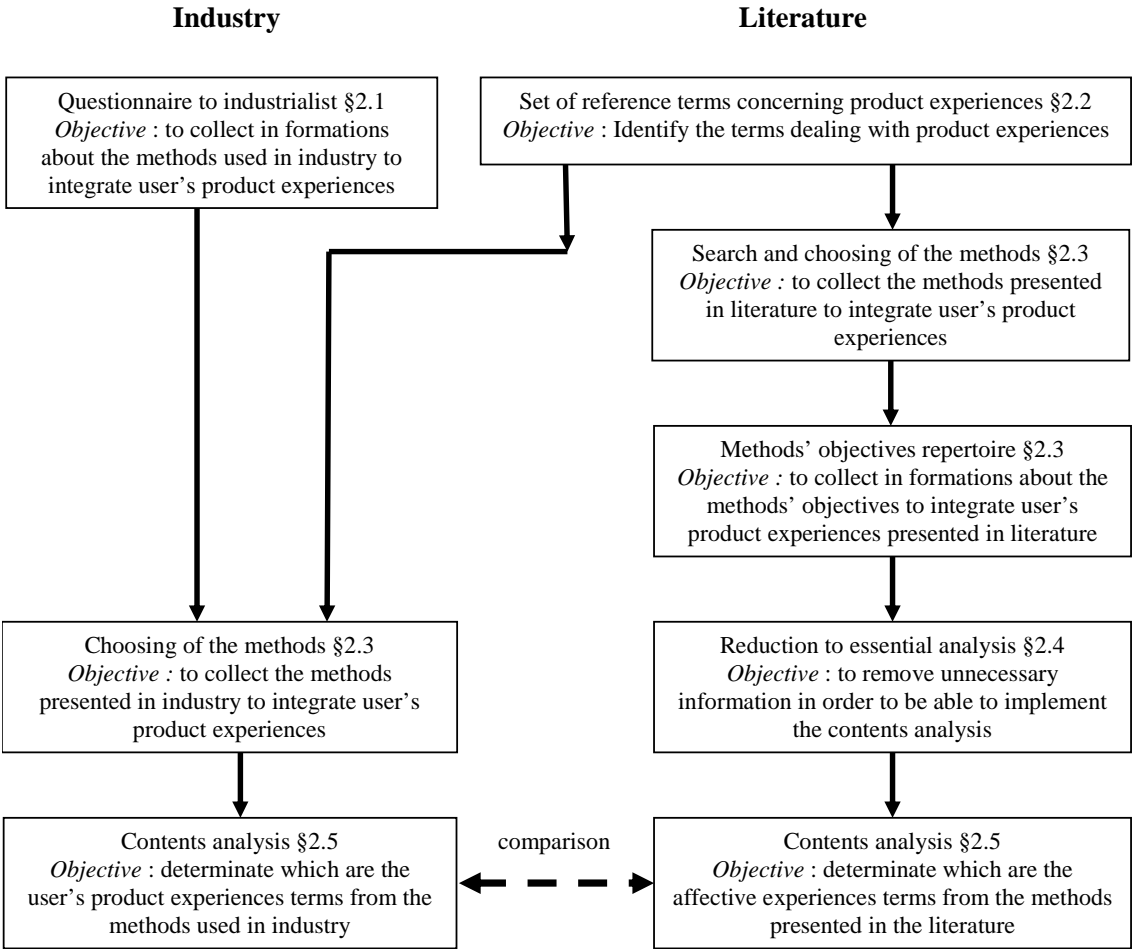 Industry
Literature
Questionnaire to industrialist §2.1
Objective : to collect in formations
about the methods used in industry to
integrate user’s product experiences
Set of reference terms concerning product experiences §2.2
Objective : Identify the terms dealing with product experiences
Search and choosing of the methods §2.3
Objective : to collect the methods presented
in literature to integrate user’s product
experiences
Methods’ objectives repertoire §2.3
Objective : to collect in formations about the
methods’ objectives to integrate user’s
product experiences presented in literature
Choosing of the methods §2.3
Objective : to collect the methods
presented in industry to integrate user’s
product experiences
Reduction to essential analysis §2.4
Objective : to remove unnecessary
information in order to be able to implement
the contents analysis
Contents analysis §2.5
Objective : determinate which are the
user’s product experiences terms from the
methods used in industry
comparison
Contents analysis §2.5
Objective : determinate which are the
affective experiences terms from the methods
presented in the literature